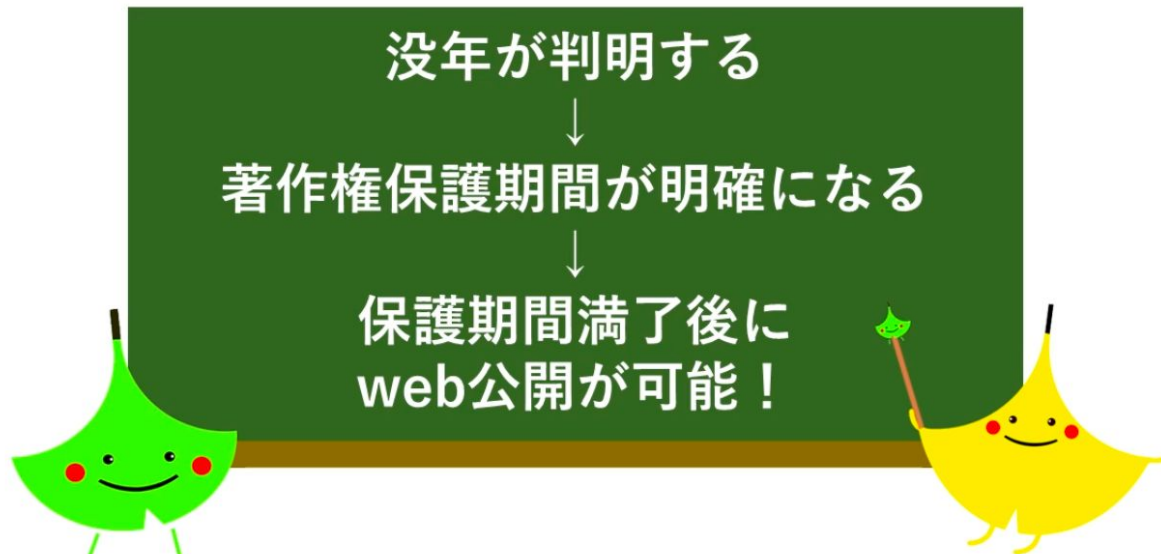 没年が判明する
↓
著作権保護期間が明確になる
↓
保護期間満了後に
web公開が可能！